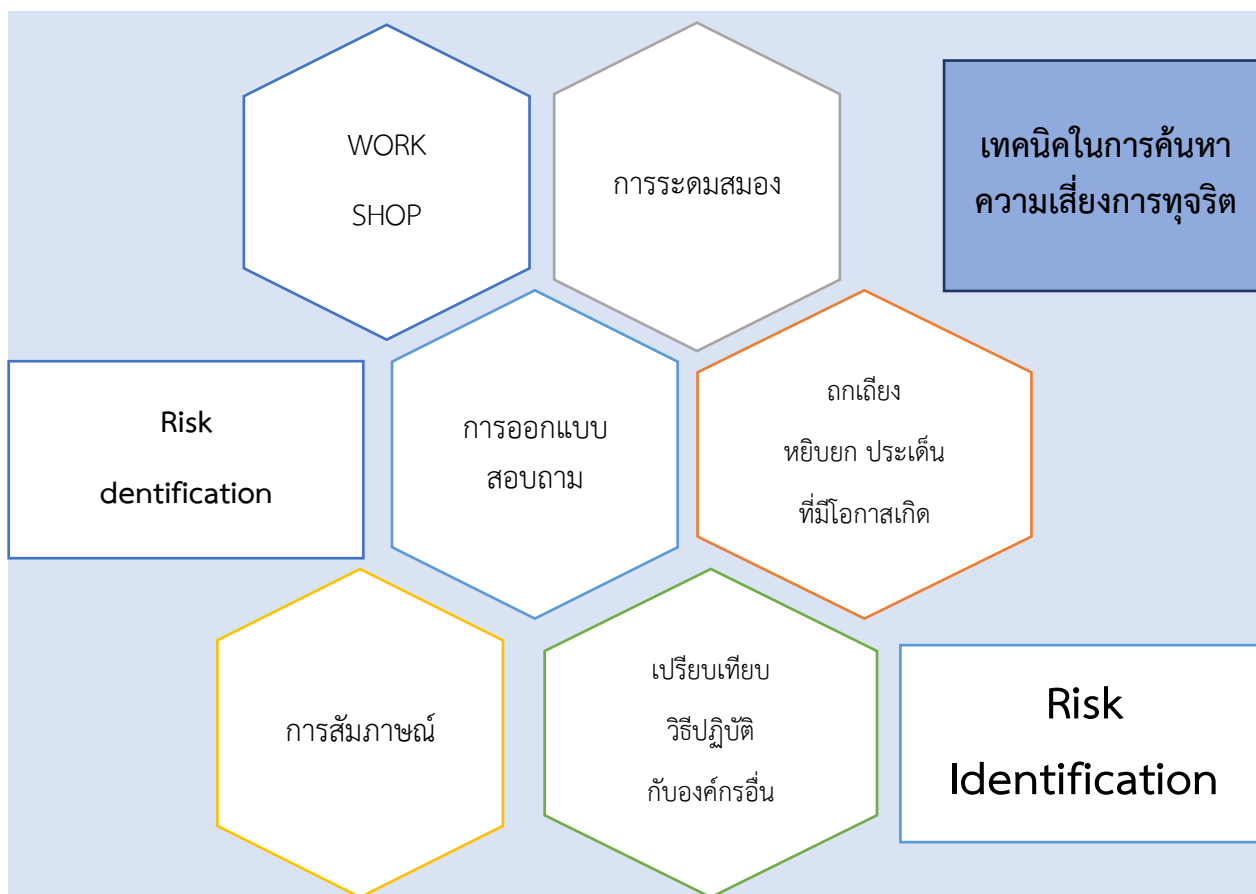 WORK
SHOP
การระดมสมอง
เทคนิคในการค้นหา
ความเสี่ยงการทุจริต
Risk
dentification
การออกแบบ
สอบถาม
ถกเถียง
หยิบยก ประเด็น
ที่มีโอกาสเกิด
การสัมภาษณ์
เปรียบเทียบ
วิธีปฏิบัติ
กับองค์กรอื่น
Risk
Identification